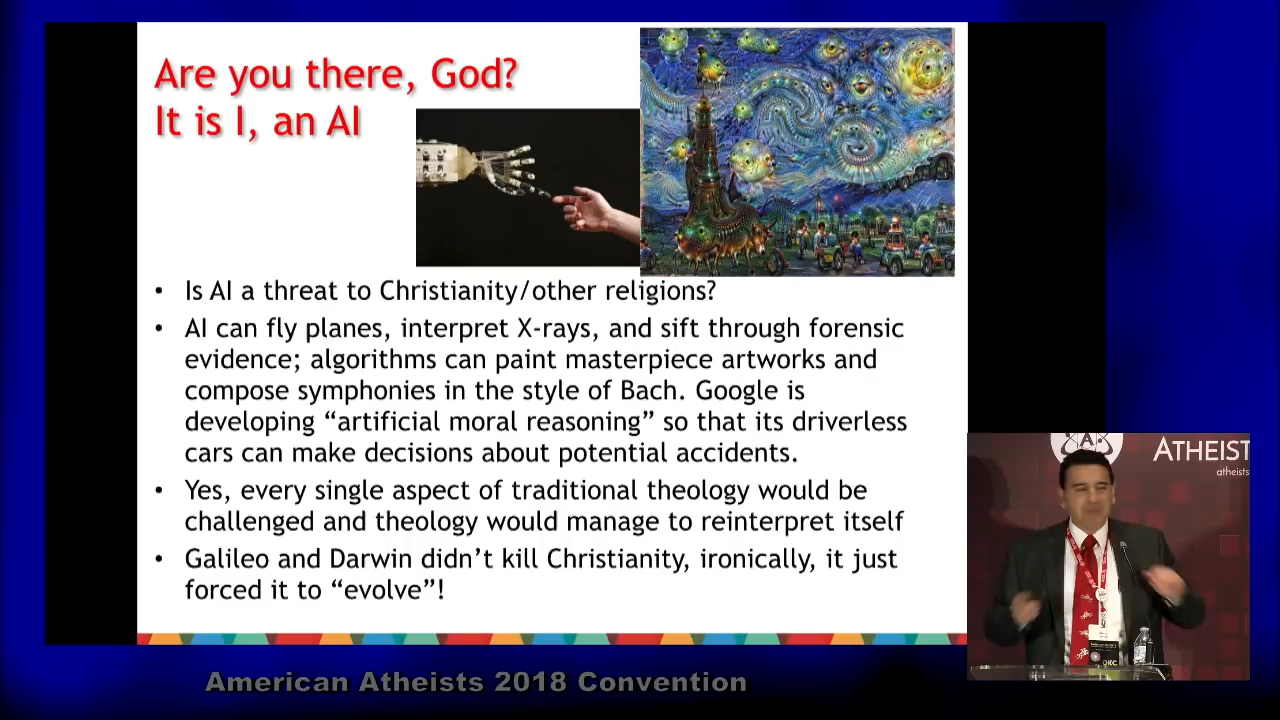 Are you there, God?
It is I, an AI
• Is AI a threat to Christianity/other religions?
• AI can fly planes, interpret X-rays, and sift through forensic
evidence; algorithms can paint masterpiece artworks and
compose symphonies in the style of Bach. Google is
developing “artificial moral reasoning” so that its driverless
cars can make decisions about potential accidents.
• Yes, every single aspect of traditional theology would be
challenged and theology would manage to reinterpret itself
• Galileo and Darwin didn’t kill Christianity, ironically, it just
forced it to “evolve”!
A
ATHEIST
atheists
OKC
American Atheists 2018 Convention